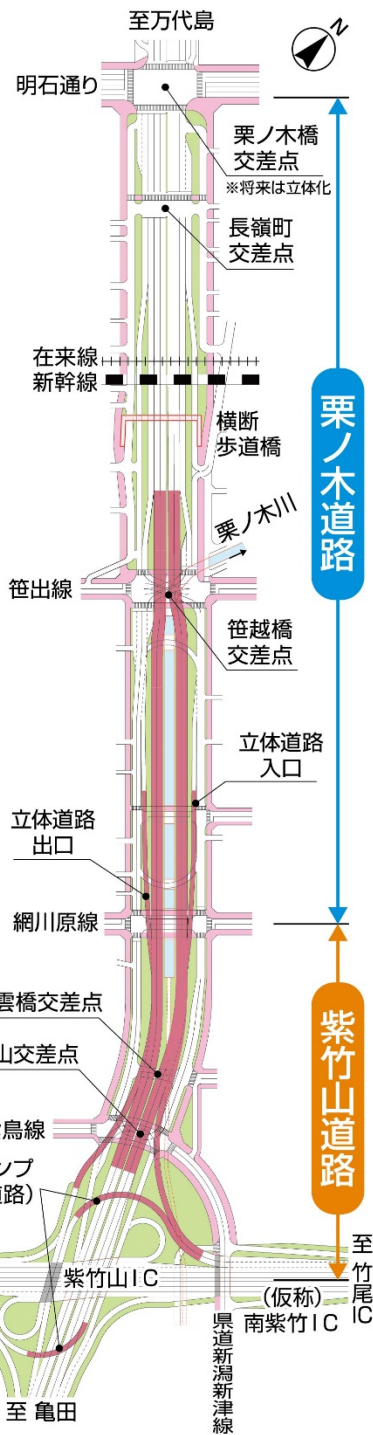 至万代島
N
明石通り
栗ノ木橋
交差点
※将来は立体化
長嶺町
交差点
在来線
新幹線
横断
歩道橋
栗ノ木道路
栗ノ木川
笹出線
笹越橋
交差点
立体道路
入口
立体道路
出口
網川原線
雲橋交差点
山交差点
紫竹山道路
鳥線
ンプ
道路）
紫竹山IC
至 竹尾IC
（仮称）
南紫竹IC
県道新潟新津線
至 亀田